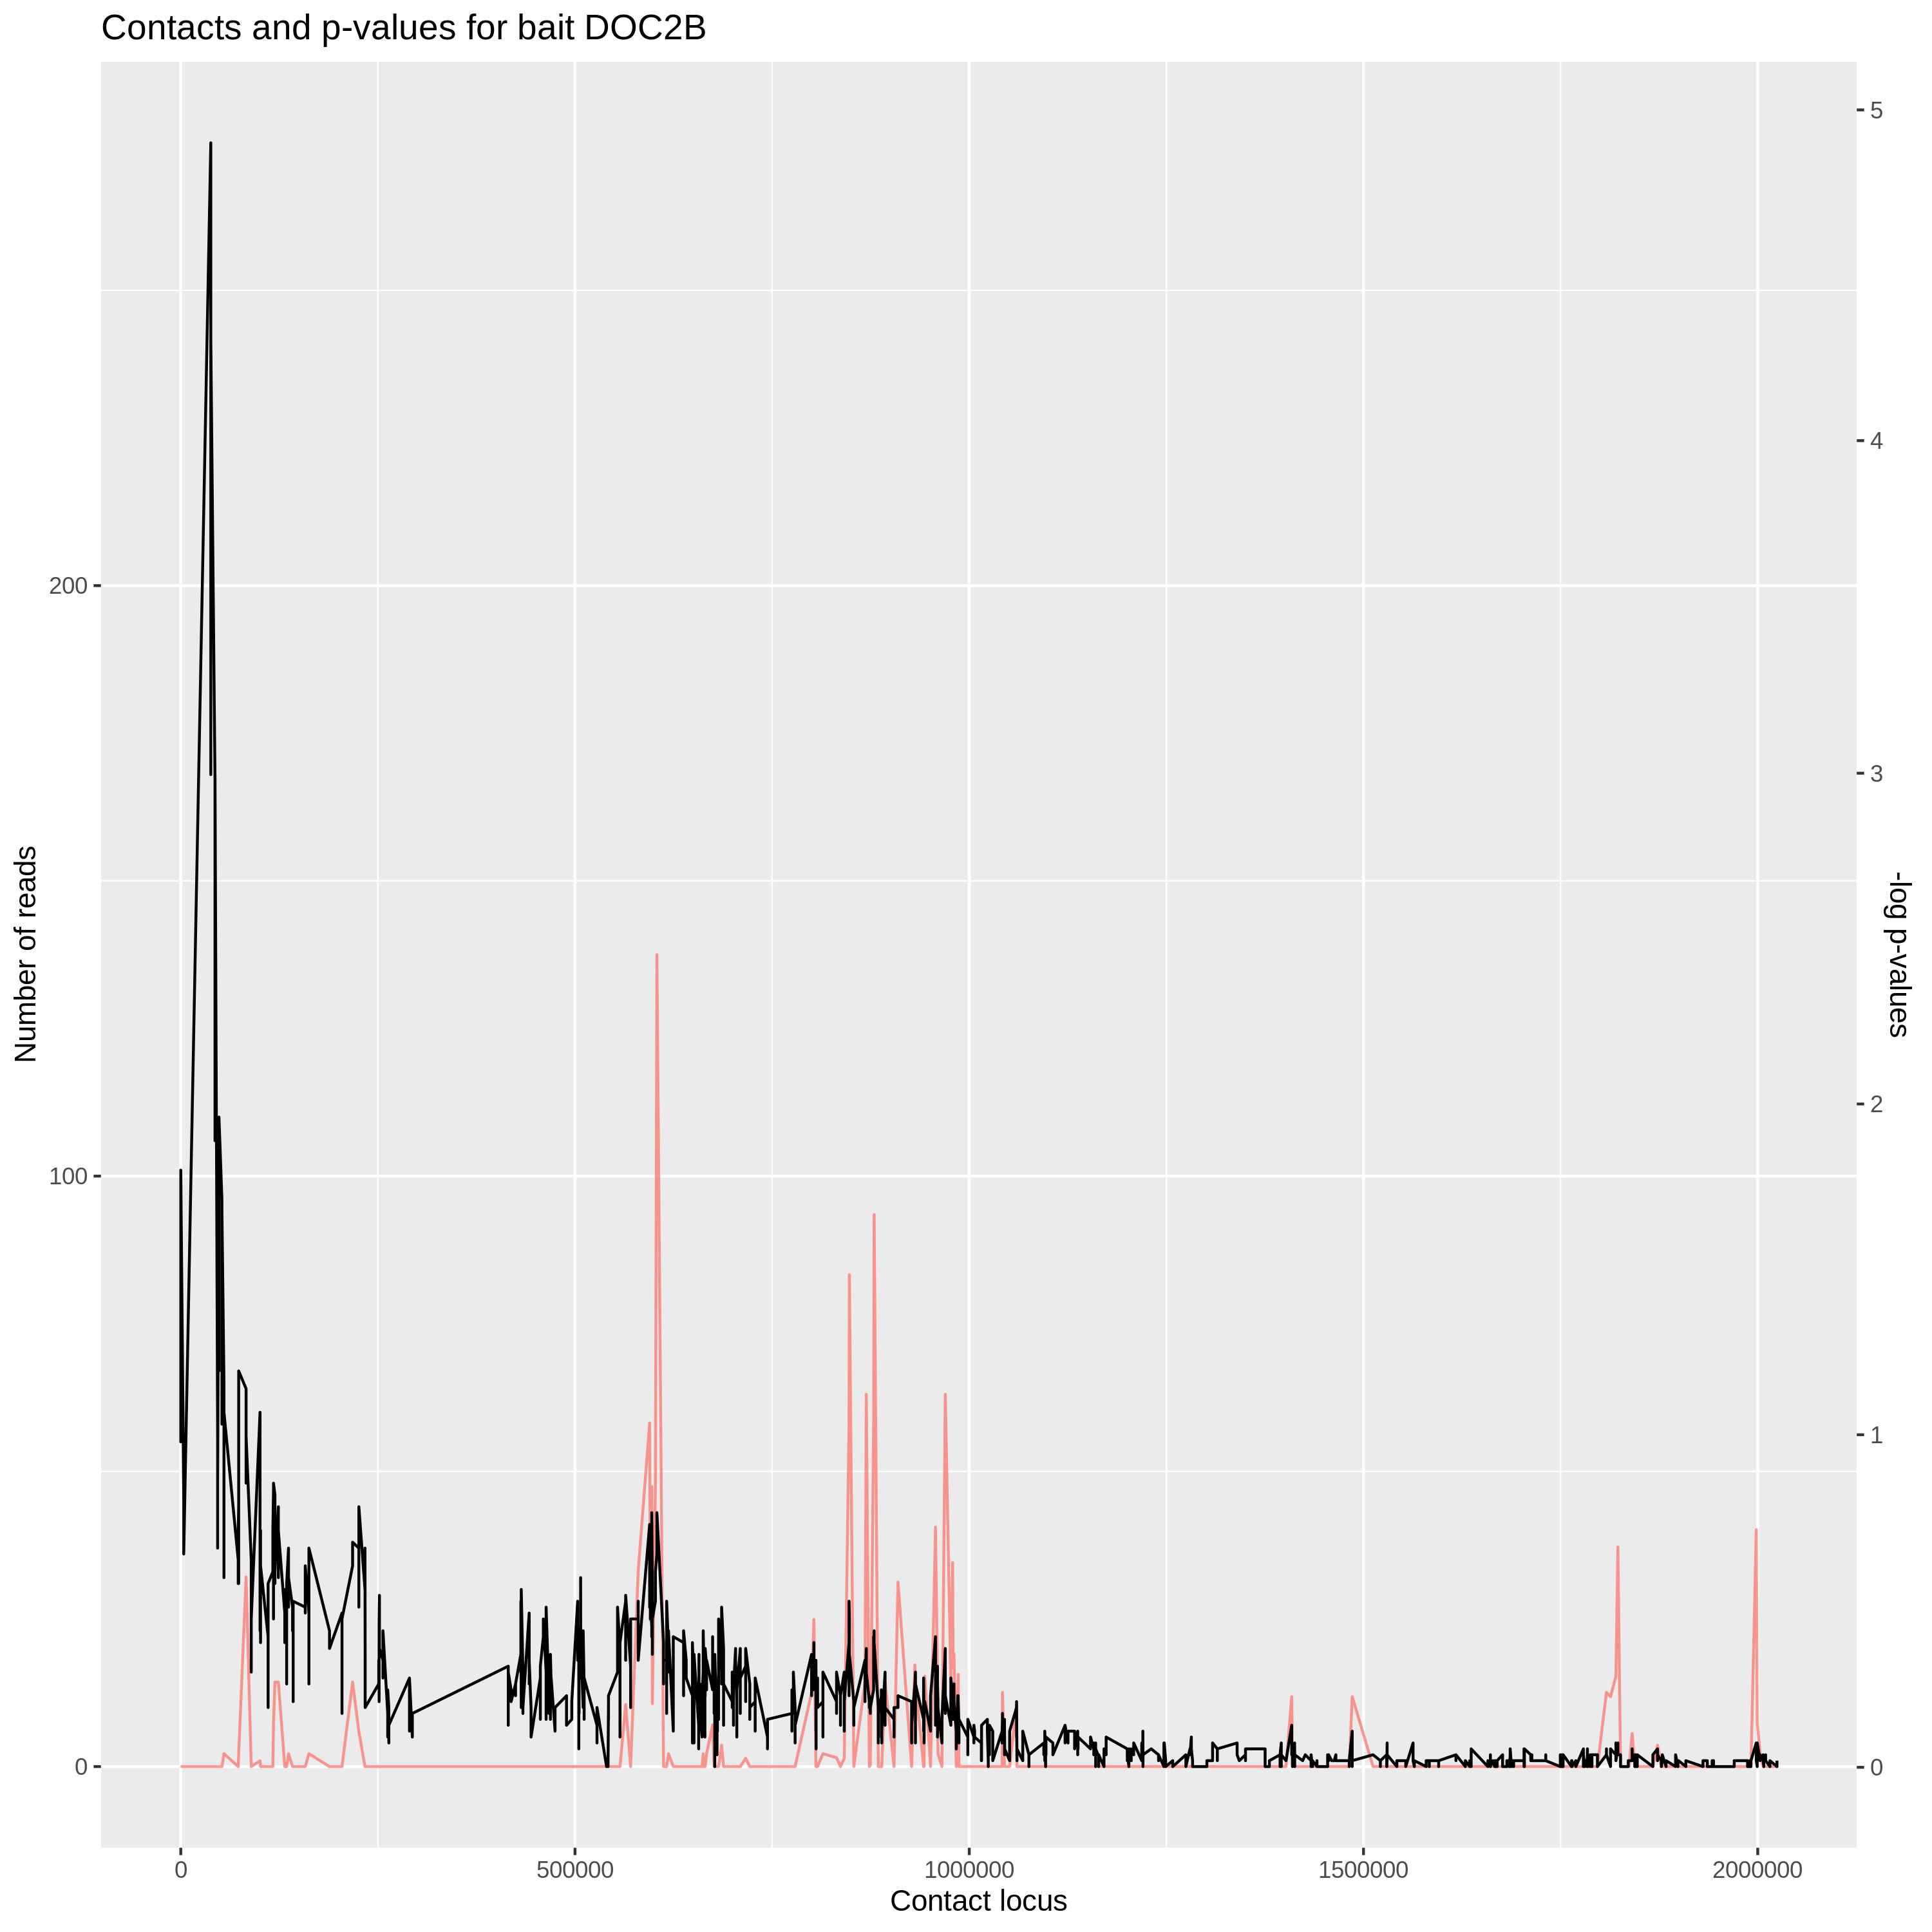 Contacts and p-values for bait DOC2B
Number of reads
200
100
0
5
4
3
2
1
0
-log p-values
0 500000 1000000 1500000 2000000
Contact locus